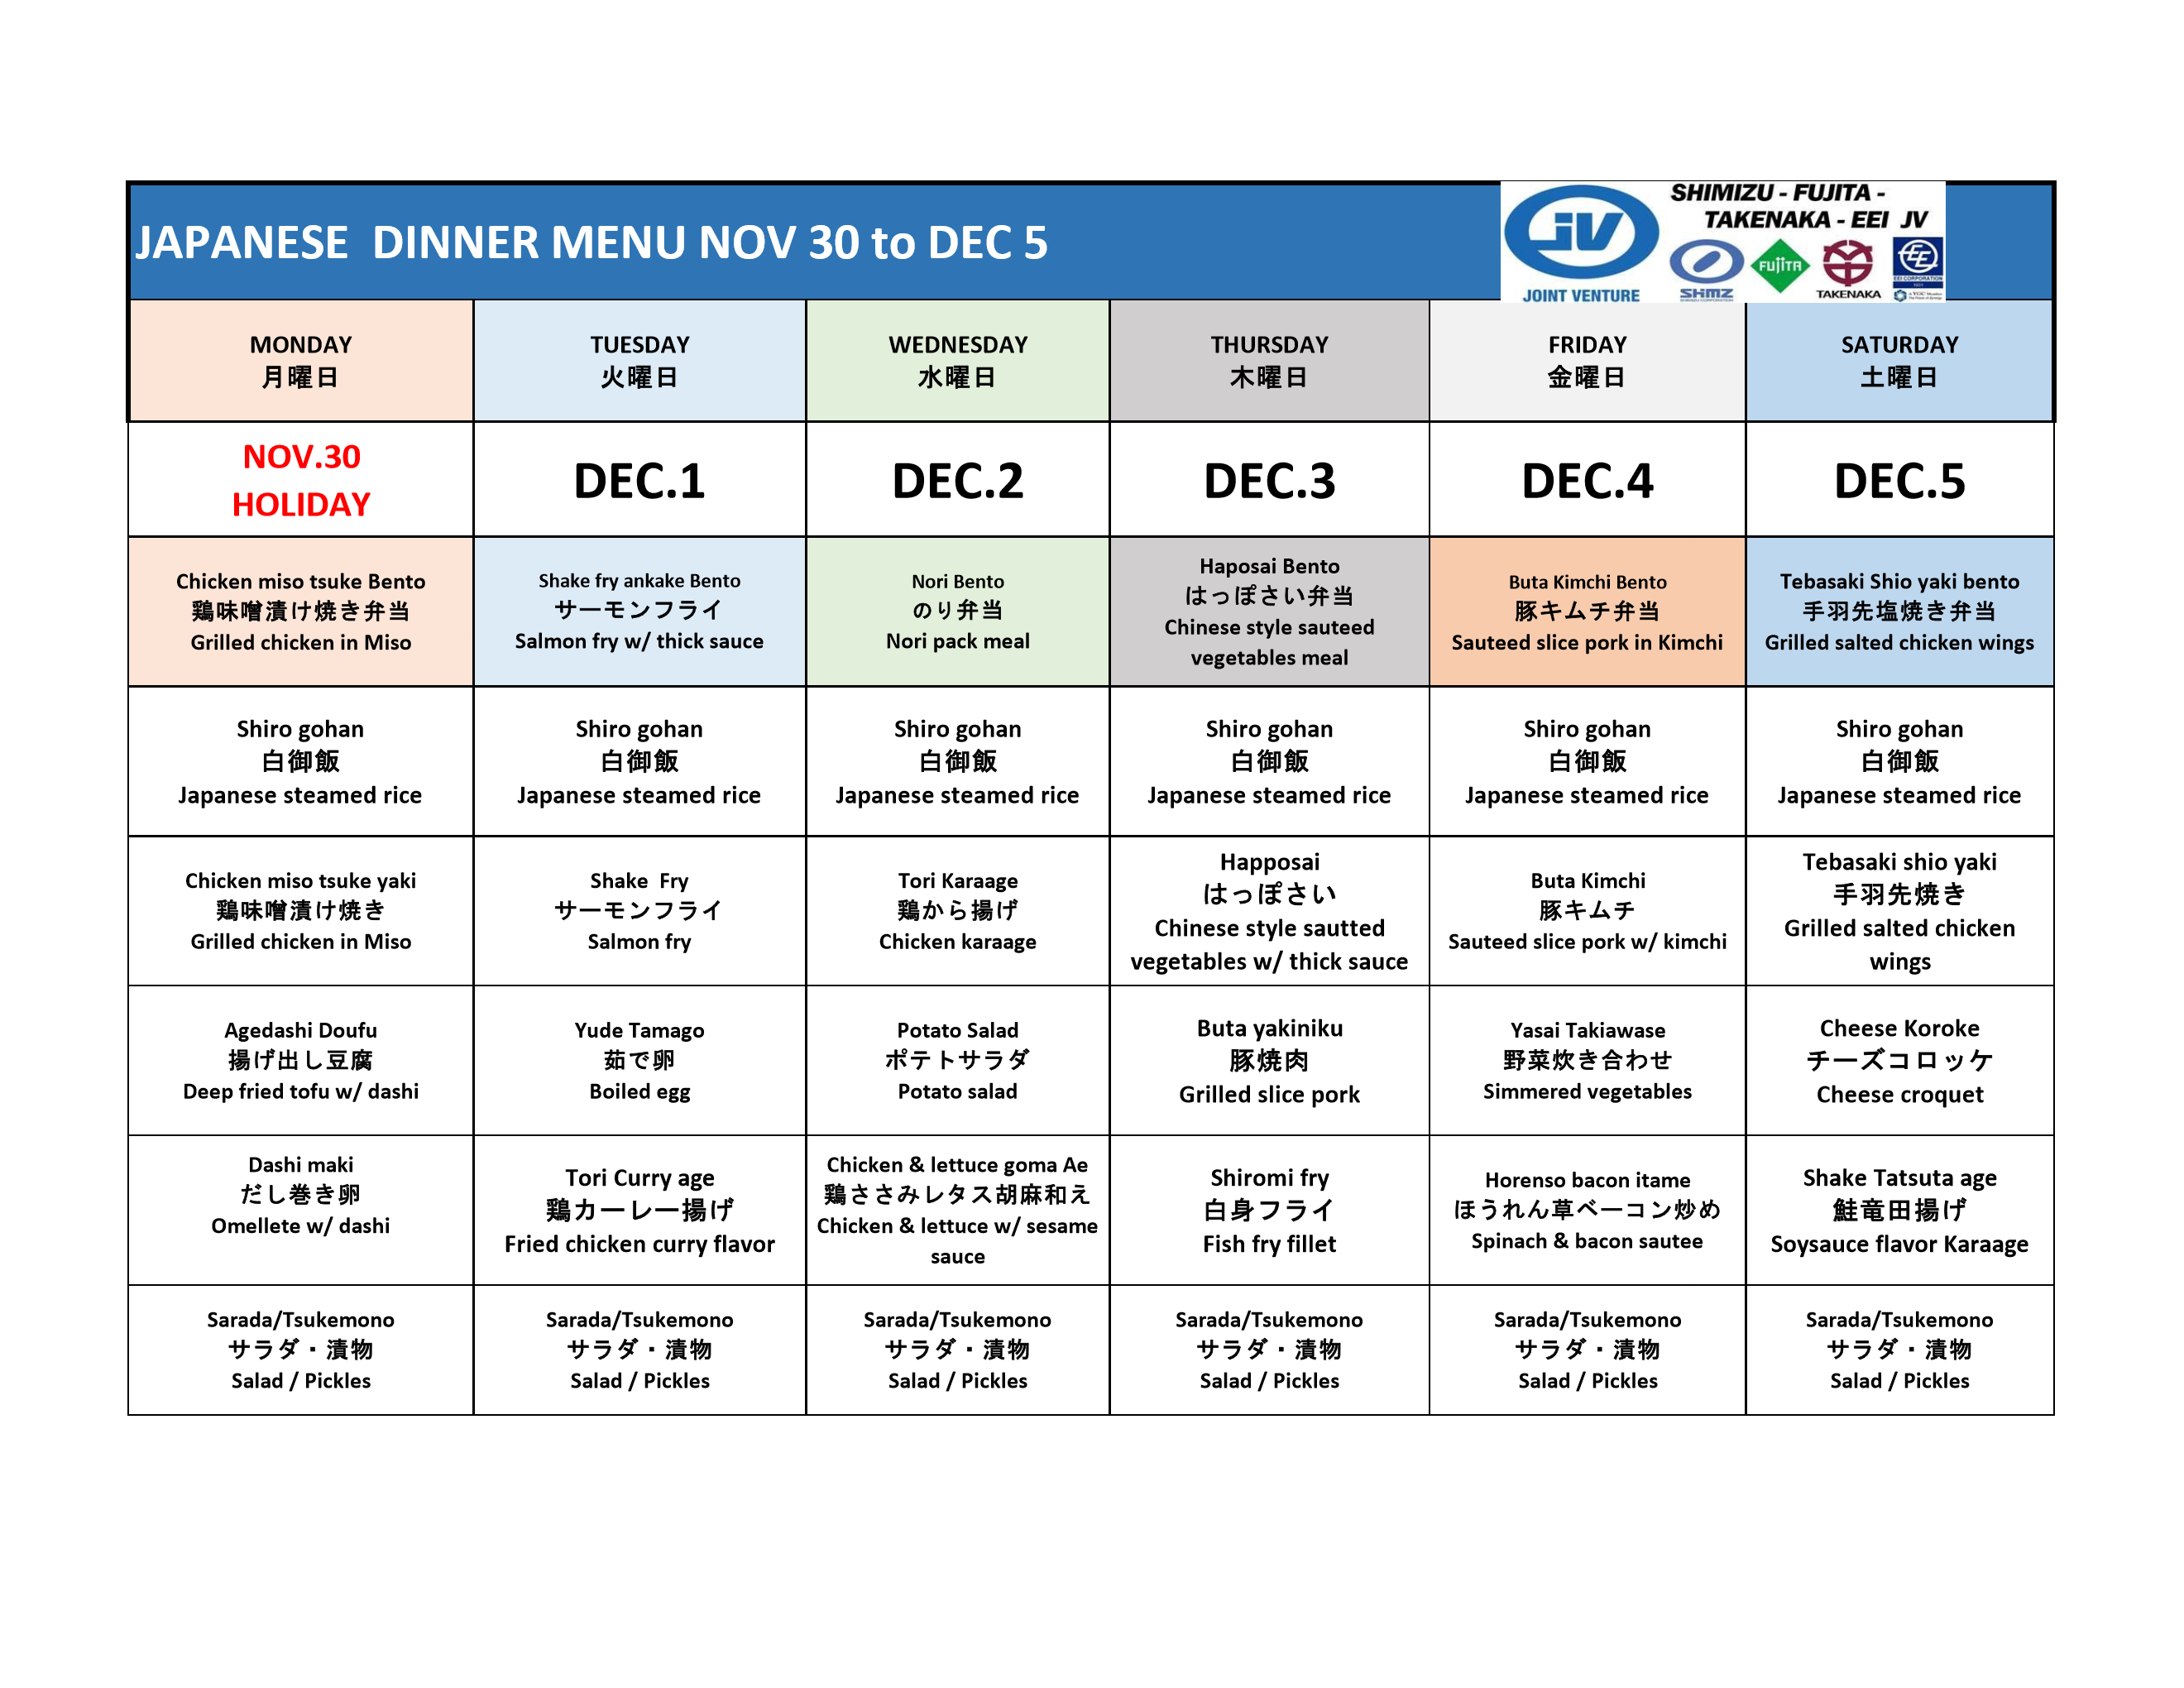 JAPANESE  DINNER MENU NOV 30 to DEC 5
JV
JOINT VENTURE
SHIMIZU - FUJITA -
TAKENAKA - EEI  JV
SHMZ
FUJITA
TAKENAKA
EEI
EEI CORPORATION
MONDAY
月曜日
TUESDAY
火曜日
WEDNESDAY
水曜日
THURSDAY
木曜日
FRIDAY
金曜日
SATURDAY
土曜日
NOV.30
HOLIDAY
DEC.1
DEC.2
DEC.3
DEC.4
DEC.5
Chicken miso tsuke Bento
鶏味噌漬け焼き弁当
Grilled chicken in Miso
Shake fry ankake Bento
サーモンフライ
Salmon fry w/ thick sauce
Nori Bento
のり弁当
Nori pack meal
Haposai Bento
はっぽさい弁当
Chinese style sauteed
vegetables meal
Buta Kimchi Bento
豚キムチ弁当
Sauteed slice pork in Kimchi
Tebasaki Shio yaki bento
手羽先塩焼き弁当
Grilled salted chicken wings
Shiro gohan
白御飯
Japanese steamed rice
Shiro gohan
白御飯
Japanese steamed rice
Shiro gohan
白御飯
Japanese steamed rice
Shiro gohan
白御飯
Japanese steamed rice
Shiro gohan
白御飯
Japanese steamed rice
Shiro gohan
白御飯
Japanese steamed rice
Chicken miso tsuke yaki
鶏味噌漬け焼き
Grilled chicken in Miso
Shake  Fry
サーモンフライ
Salmon fry
Tori Karaage
鶏から揚げ
Chicken karaage
Happosai
はっぽさい
Chinese style sautted
vegetables w/ thick sauce
Buta Kimchi
豚キムチ
Sauteed slice pork w/ kimchi
Tebasaki shio yaki
手羽先焼き
Grilled salted chicken
wings
Agedashi Doufu
揚げ出し豆腐
Deep fried tofu w/ dashi
Yude Tamago
茹で卵
Boiled egg
Potato Salad
ポテトサラダ
Potato salad
Buta yakiniku
豚焼肉
Grilled slice pork
Yasai Takiawase
野菜炊き合わせ
Simmered vegetables
Cheese Koroke
チーズコロッケ
Cheese croquet
Dashi maki
だし巻き卵
Omellete w/ dashi
Tori Curry age
鶏カーレー揚げ
Fried chicken curry flavor
Chicken & lettuce goma Ae
鶏ささみレタス胡麻和え
Chicken & lettuce w/ sesame
sauce
Shiromi fry
白身フライ
Fish fry fillet
Horenso bacon itame
ほうれん草ベーコン炒め
Spinach & bacon sautee
Shake Tatsuta age
鮭竜田揚げ
Soysauce flavor Karaage
Sarada/Tsukemono
サラダ・漬物
Salad / Pickles
Sarada/Tsukemono
サラダ・漬物
Salad / Pickles
Sarada/Tsukemono
サラダ・漬物
Salad / Pickles
Sarada/Tsukemono
サラダ・漬物
Salad / Pickles
Sarada/Tsukemono
サラダ・漬物
Salad / Pickles
Sarada/Tsukemono
サラダ・漬物
Salad / Pickles